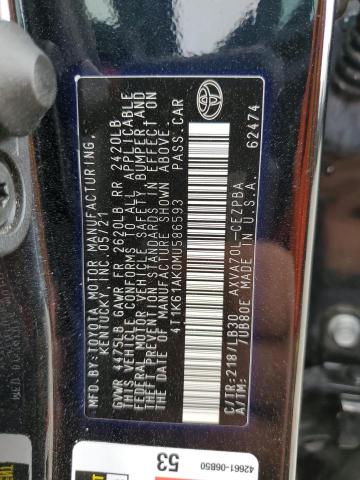 MFD. BY: TOYOTA MOTOR MANUFACTURING,
KENTUCKY, INC. 05/21
GVWR 4475LB GAWR FR 2620LB RR 2420LB
THIS VEHICLE CONFORMS TO ALL APPLICABLE
FEDERAL MOTOR VEHICLE SAFETY, BUMPER, AND
THEFT PREVENTION STANDARDS IN EFFECT ON
THE DATE OF MANUFACTURE SHOWN ABOVE.
4T1K61AK0MU586593 PASS.CAR
C/TR:218/LB30 AXVA70L-CEZPBA
A/TM: /UB80E MADE IN U.S.A. 62474
53
42661-06B50